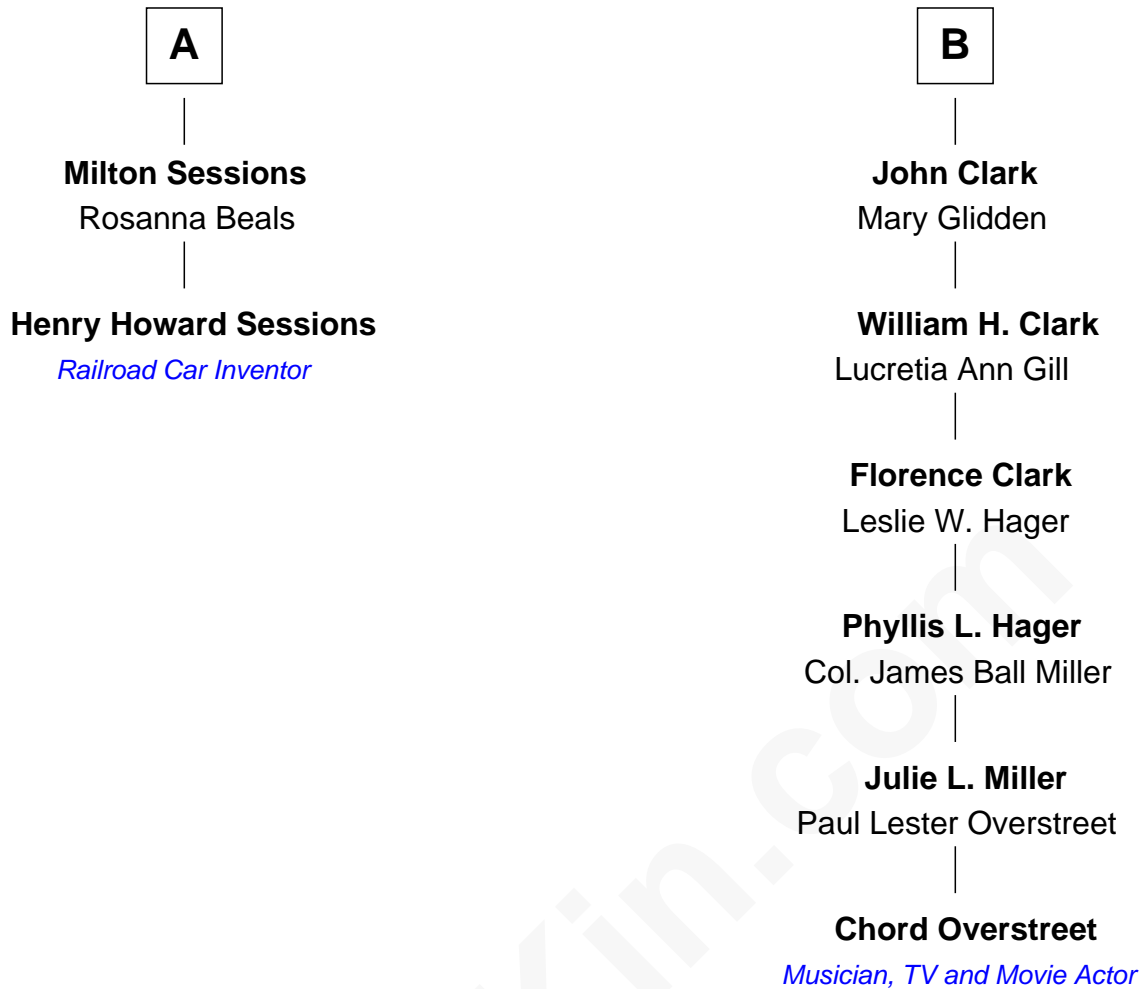 A
Milton Sessions
Rosanna Beals
Henry Howard Sessions
Railroad Car Inventor
B
John Clark
Mary Glidden
William H. Clark
Lucretia Ann Gill
Florence Clark
Leslie W. Hager
Phyllis L. Hager
Col. James Ball Miller
Julie L. Miller
Paul Lester Overstreet
Chord Overstreet
Musician, TV and Movie Actor
Kin.com